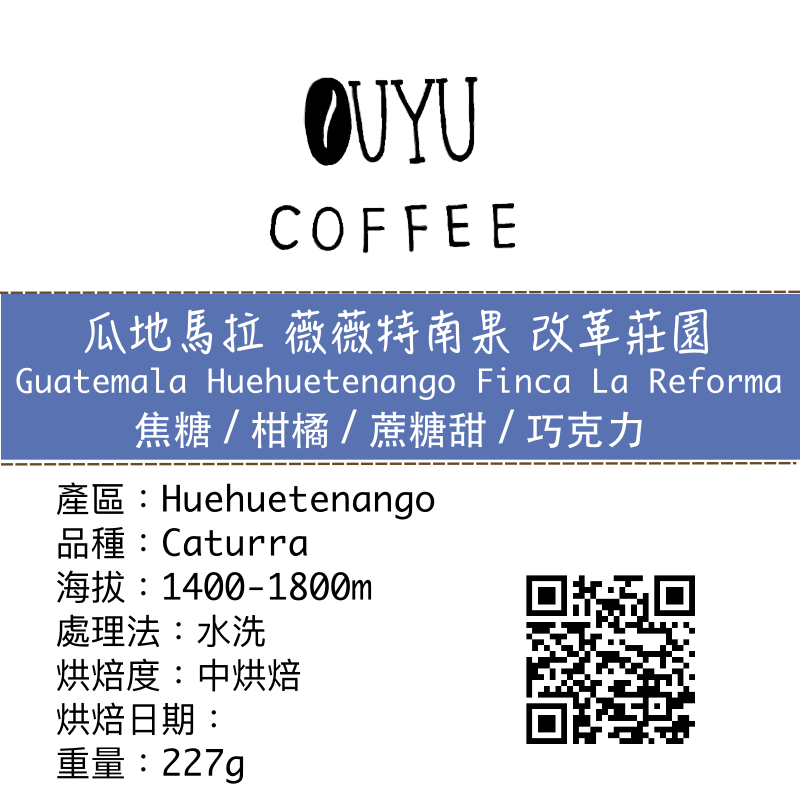 OUYU
COFFEE
瓜地馬拉 薇薇特南果 改革莊園
Guatemala Huehuetenango Finca La Reforma
焦糖 / 柑橘 / 蔗糖甜 / 巧克力
產區：Huehuetenango
品種：Caturra
海拔：1400-1800m
處理法：水洗
烘焙度：中烘焙
烘焙日期：
重量：227g